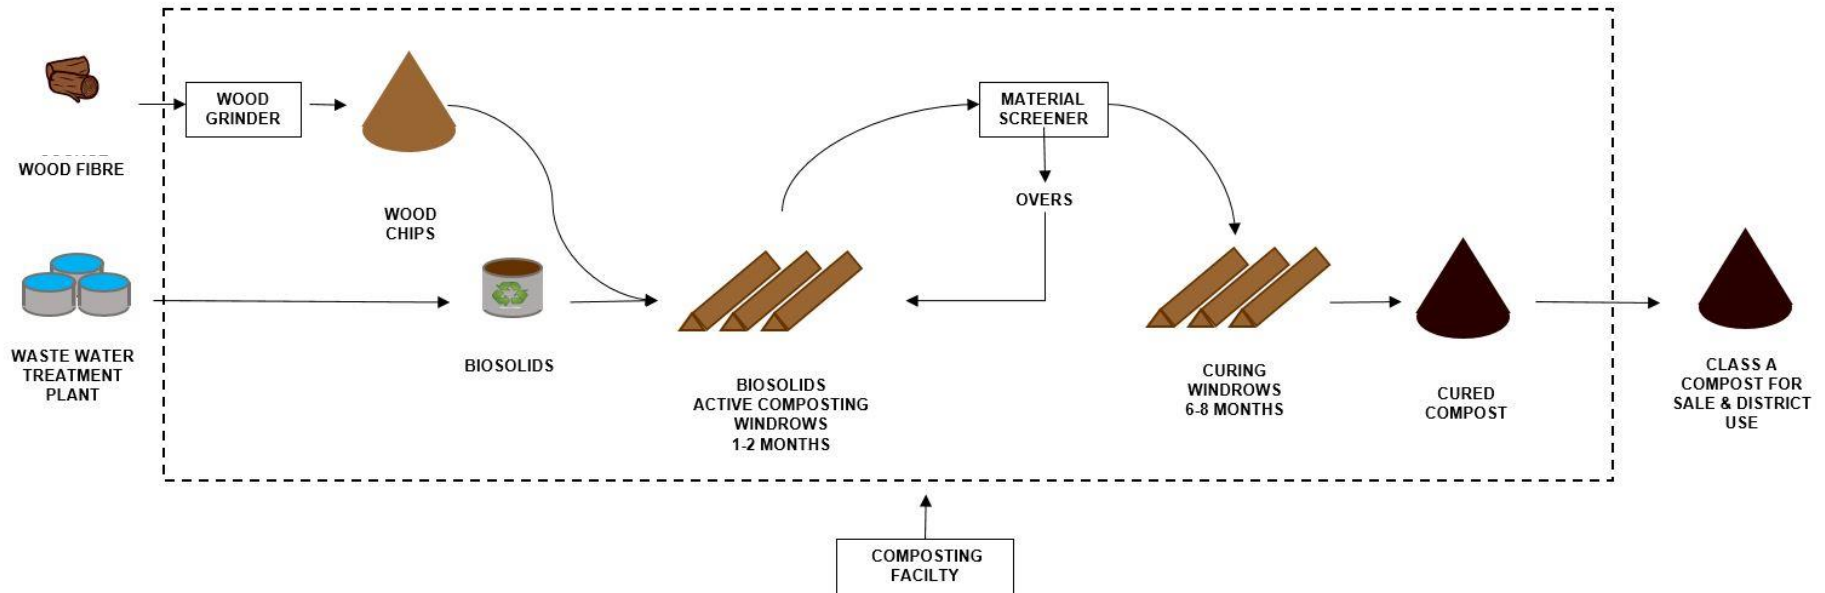 WOOD
GRINDER
WOOD FIBRE
WOOD
CHIPS
MATERIAL
SCREENER
OVERS
WASTE WATER
TREATMENT
PLANT
BIOSOLIDS
BIOSOLIDS
ACTIVE COMPOSTING
WINDROWS
1-2 MONTHS
CURING
WINDROWS
6-8 MONTHS
CURED
COMPOST
CLASS A
COMPOST FOR
SALE & DISTRICT
USE
COMPOSTING
FACILTY